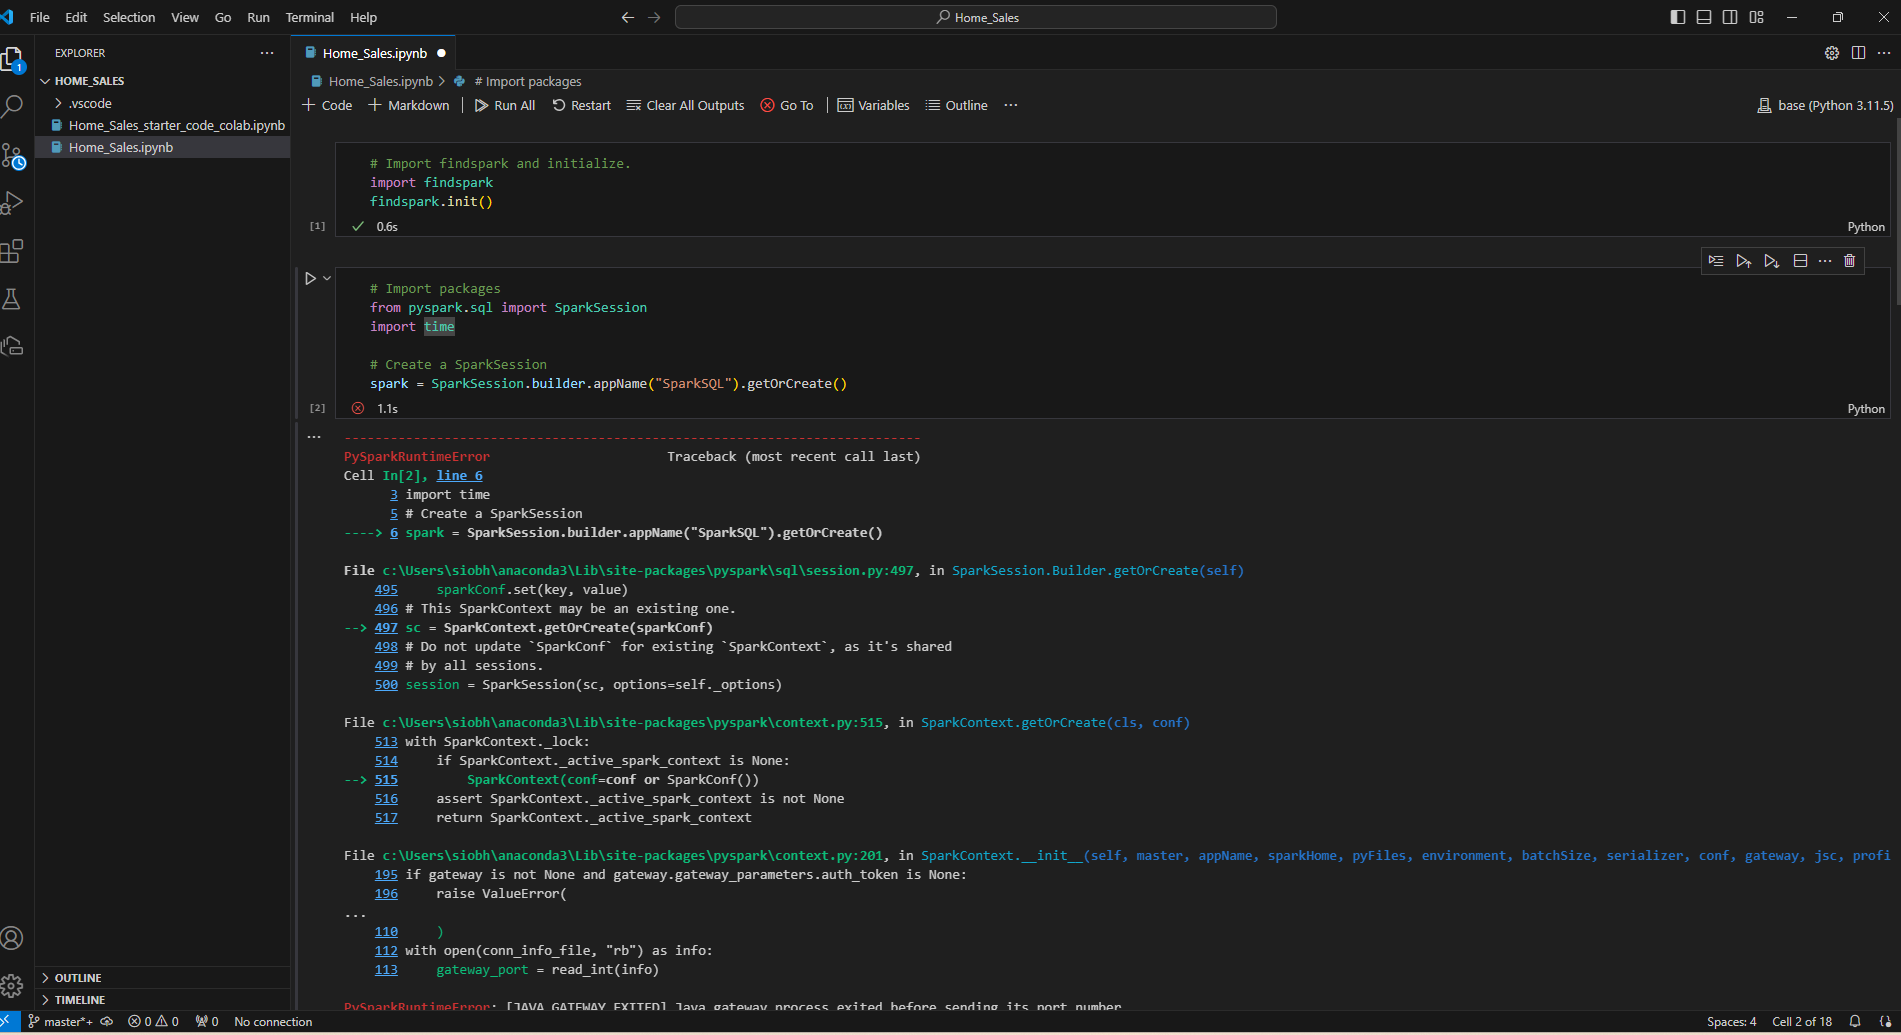 File Edit Selection View Go Run Terminal Help
Home_Sales
EXPLORER
HOME_SALES
.vscode
Home_Sales_starter_code_colab.ipynb
Home_Sales.ipynb
1
Home_Sales.ipynb
Home_Sales.ipynb > # Import packages
+ Code + Markdown | Run All Restart Clear All Outputs Go To | Variables Outline ...
base (Python 3.11.5)
# Import findspark and initialize.
import findspark
findspark.init()
[1] 0.6s
Python
# Import packages
from pyspark.sql import SparkSession
import time
# Create a SparkSession
spark = SparkSession.builder.appName("SparkSQL").getOrCreate()
[2] 1.1s
Python
---------------------------------------------------------------------------
PySparkRuntimeError Traceback (most recent call last)
Cell In[2], line 6
3 import time
5 # Create a SparkSession
----> 6 spark = SparkSession.builder.appName("SparkSQL").getOrCreate()
File c:\Users\siobh\anaconda3\Lib\site-packages\pyspark\sql\session.py:497, in SparkSession.Builder.getOrCreate(self)
495 sparkConf.set(key, value)
496 # This SparkContext may be an existing one.
--> 497 sc = SparkContext.getOrCreate(sparkConf)
498 # Do not update `SparkConf` for existing `SparkContext`, as it's shared
499 # by all sessions.
500 session = SparkSession(sc, options=self._options)
File c:\Users\siobh\anaconda3\Lib\site-packages\pyspark\context.py:515, in SparkContext.getOrCreate(cls, conf)
513 with SparkContext._lock:
514 if SparkContext._active_spark_context is None:
--> 515 SparkContext(conf=conf or SparkConf())
516 assert SparkContext._active_spark_context is not None
517 return SparkContext._active_spark_context
File c:\Users\siobh\anaconda3\Lib\site-packages\pyspark\context.py:201, in SparkContext.__init__(self, master, appName, sparkHome, pyFiles, environment, batchSize, serializer, conf, gateway, jsc, profi
195 if gateway is not None and gateway.gateway_parameters.auth_token is None:
196 raise ValueError(
...
110 )
112 with open(conn_info_file, "rb") as info:
113 gateway_port = read_int(info)
PySparkRuntimeError: [JAVA_GATEWAY_EXITED] Java gateway process exited before sending its port number
OUTLINE
TIMELINE
master*+ 0 0 0 No connection
Spaces: 4 Cell 2 of 18